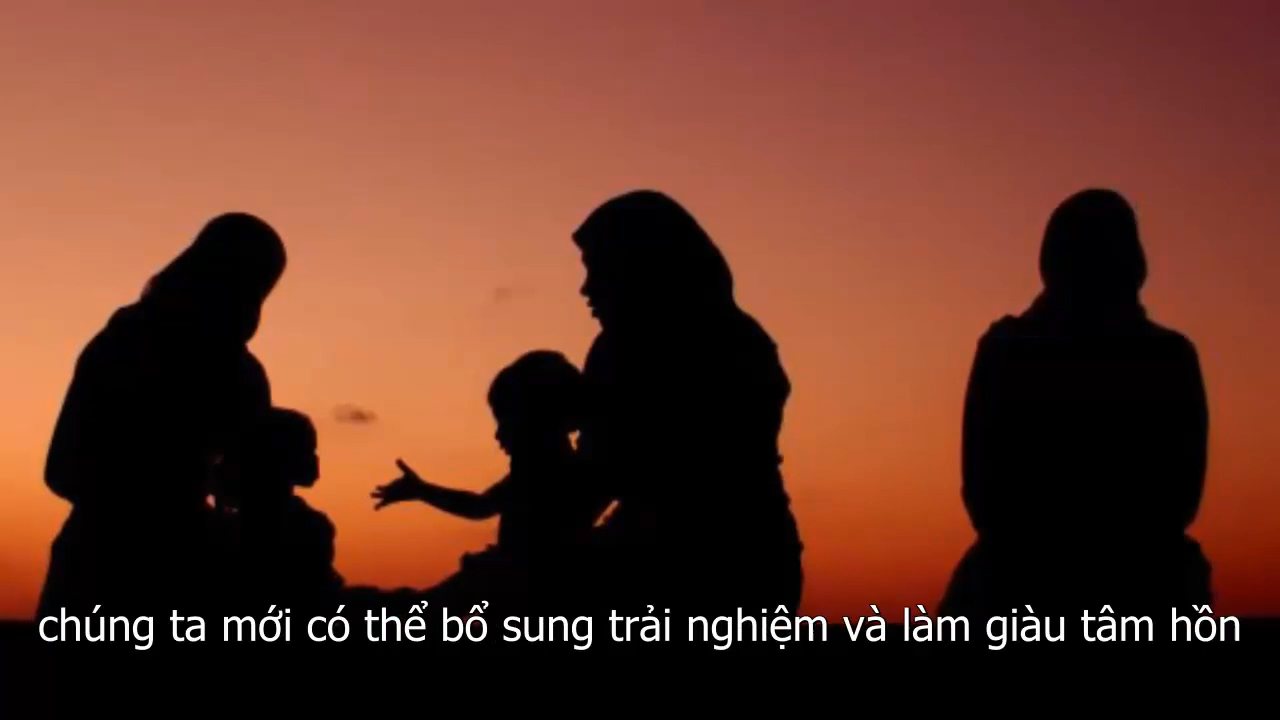 chúng ta mới có thể bổ sung trải nghiệm và làm giàu tâm hồn